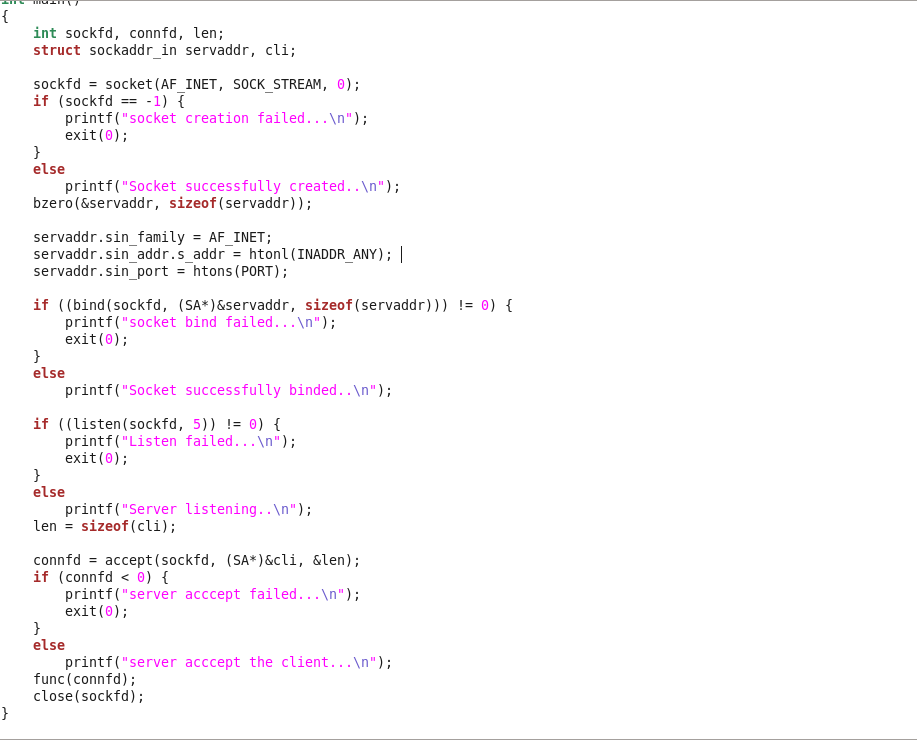 int main()
{
    int sockfd, connfd, len;
    struct sockaddr_in servaddr, cli;

    sockfd = socket(AF_INET, SOCK_STREAM, 0);
    if (sockfd == -1) {
        printf("socket creation failed...\n");
        exit(0);
    }
    else
        printf("Socket successfully created..\n");
    bzero(&servaddr, sizeof(servaddr));

    servaddr.sin_family = AF_INET;
    servaddr.sin_addr.s_addr = htonl(INADDR_ANY);
    servaddr.sin_port = htons(PORT);

    if ((bind(sockfd, (SA*)&servaddr, sizeof(servaddr))) != 0) {
        printf("socket bind failed...\n");
        exit(0);
    }
    else
        printf("Socket successfully binded..\n");

    if ((listen(sockfd, 5)) != 0) {
        printf("Listen failed...\n");
        exit(0);
    }
    else
        printf("Server listening..\n");
    len = sizeof(cli);

    connfd = accept(sockfd, (SA*)&cli, &len);
    if (connfd < 0) {
        printf("server acccept failed...\n");
        exit(0);
    }
    else
        printf("server acccept the client...\n");
    func(connfd);
    close(sockfd);
}